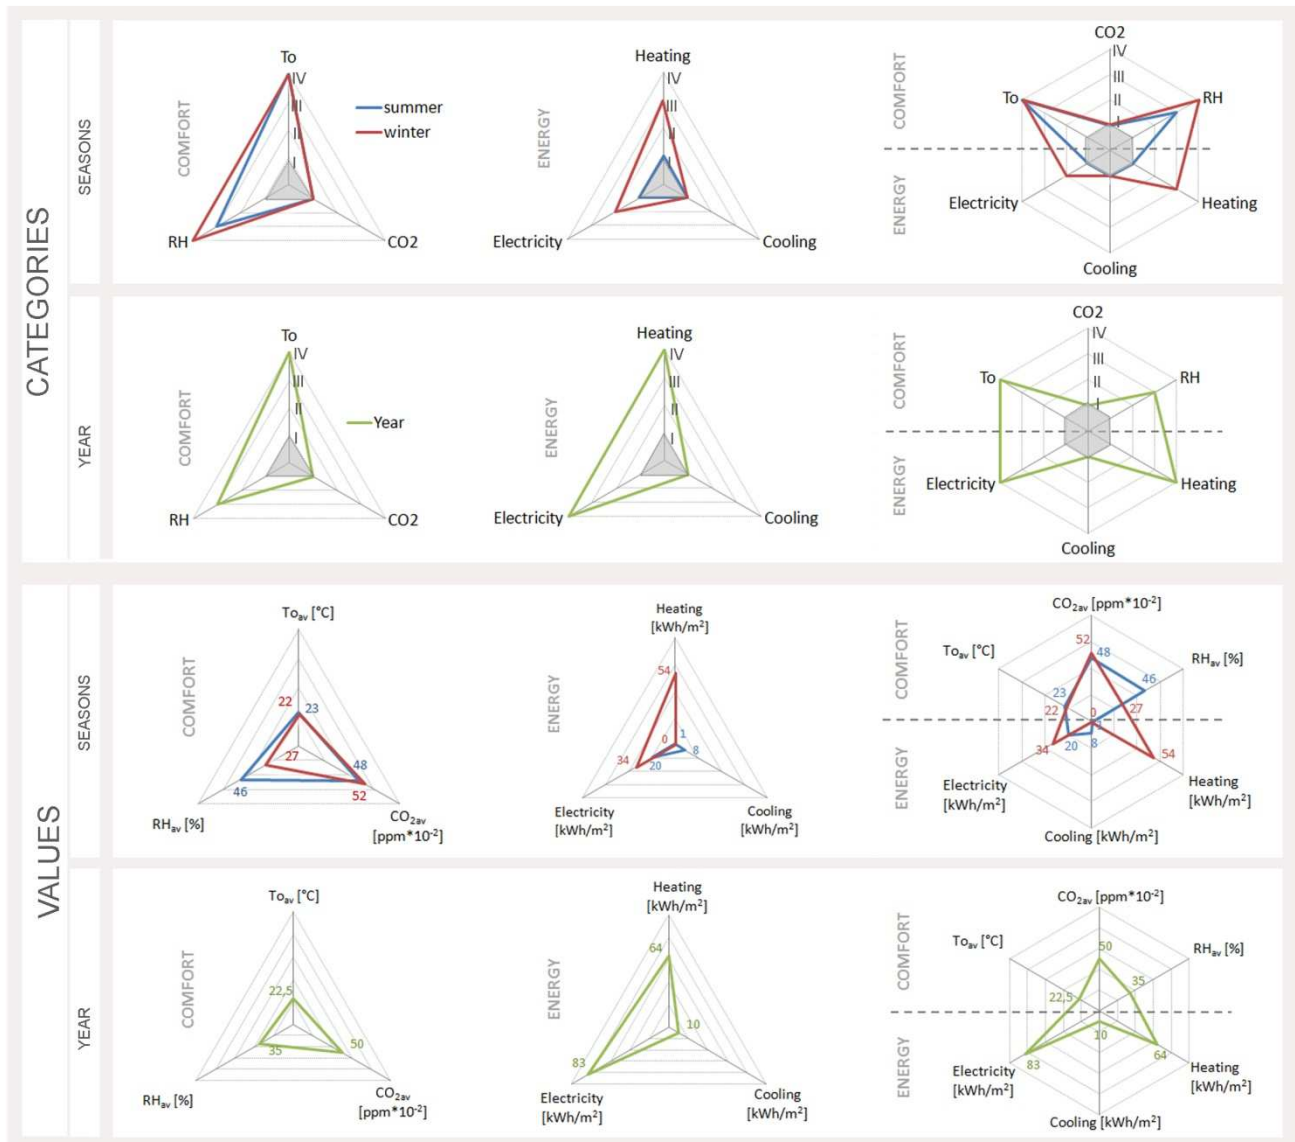 CATEGORIES
SEASONS
COMFORT
To
IV
III
II
I
RH
CO2
summer
winter
ENERGY
Heating
IV
III
II
I
Electricity
Cooling
COMFORT
ENERGY
CO2
IV
III
II
I
To
RH
Electricity
Heating
Cooling
YEAR
COMFORT
To
IV
III
II
I
RH
CO2
Year
ENERGY
Heating
IV
III
II
I
Electricity
Cooling
COMFORT
ENERGY
CO2
IV
III
II
I
To
RH
Electricity
Heating
Cooling
VALUES
SEASONS
COMFORT
Toav [°C]
22
23
27
48
46
52
RHav [%]
CO2av
[ppm*10-2]
ENERGY
Heating
[kWh/m2]
54
0
1
8
34
20
Electricity
[kWh/m2]
Cooling
[kWh/m2]
COMFORT
ENERGY
CO2av [ppm*10-2]
52
48
Toav [°C]
RHav [%]
46
23
22
27
0
1
34
20
8
54
Electricity
[kWh/m2]
Heating
[kWh/m2]
Cooling [kWh/m2]
YEAR
COMFORT
Toav [°C]
22,5
35
50
RHav [%]
CO2av
[ppm*10-2]
ENERGY
Heating
[kWh/m2]
64
10
83
Electricity
[kWh/m2]
Cooling
[kWh/m2]
COMFORT
ENERGY
CO2av [ppm*10-2]
50
Toav [°C]
RHav [%]
35
22,5
10
64
83
Electricity
[kWh/m2]
Heating
[kWh/m2]
Cooling [kWh/m2]